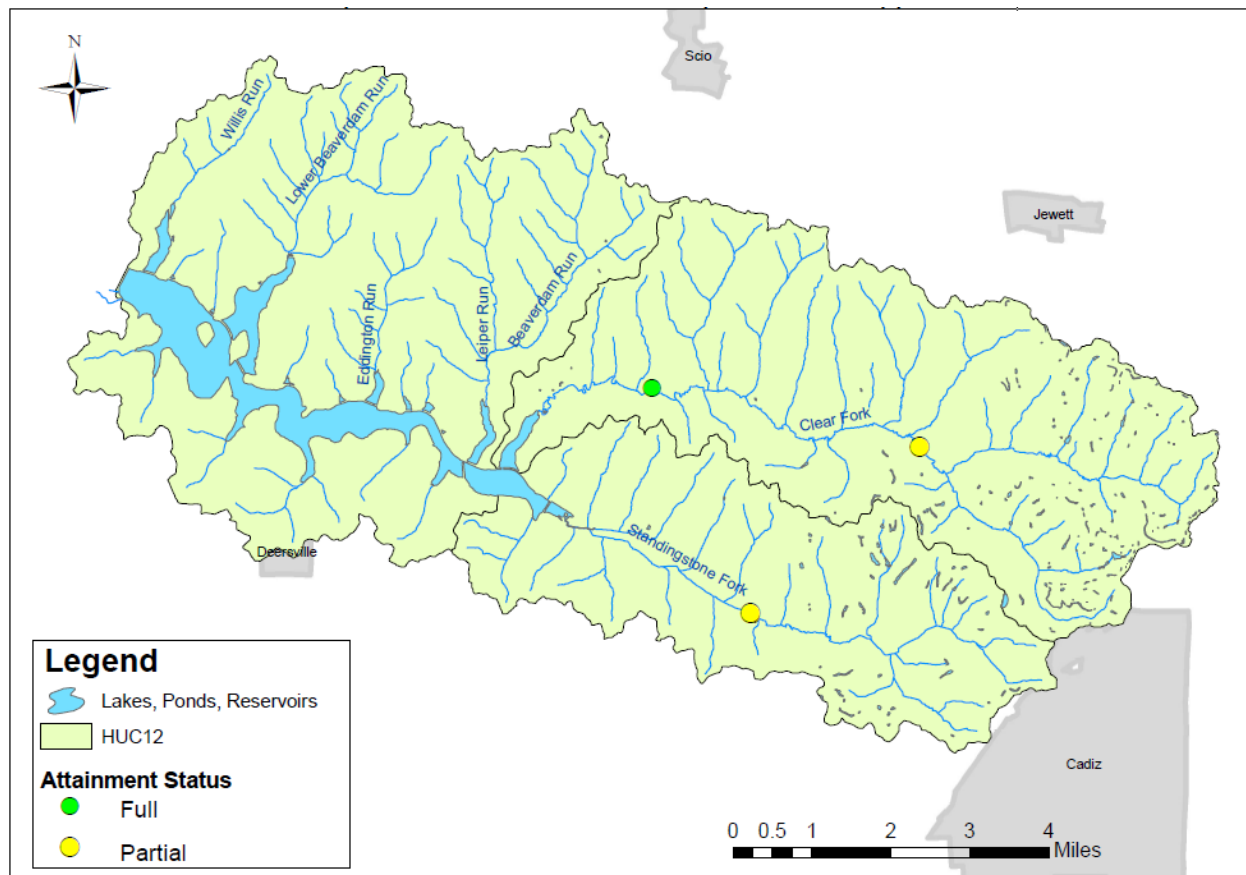 N
Scio
Willis Run
Lower Beaverdam Run
Jewett
Eddington Run
Leiper Run
Beaverdam Run
Clear Fork
Standingstone Fork
Deersville
Cadiz
Legend
Lakes, Ponds, Reservoirs
HUC12
Attainment Status
Full
Partial
0 0.5 1 2 3 4
Miles